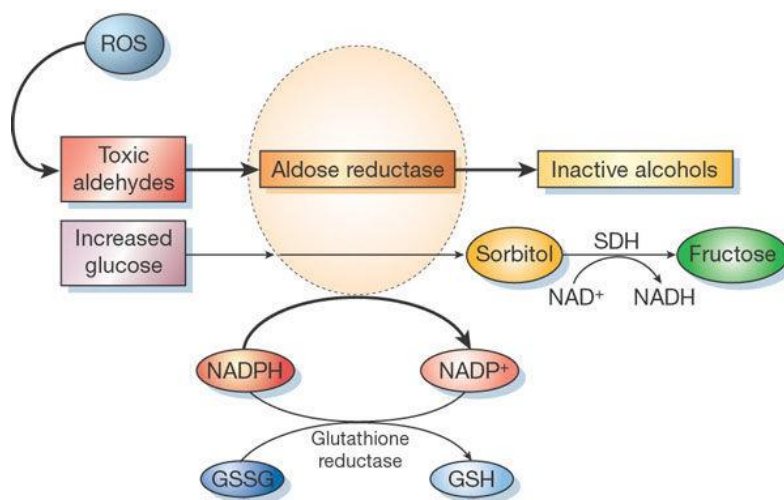 ROS
Toxic
aldehydes
Aldose reductase
Inactive alcohols
Increased
glucose
Sorbitol
SDH
Fructose
NAD⁺
NADH
NADPH
NADP⁺
Glutathione
reductase
GSSG
GSH